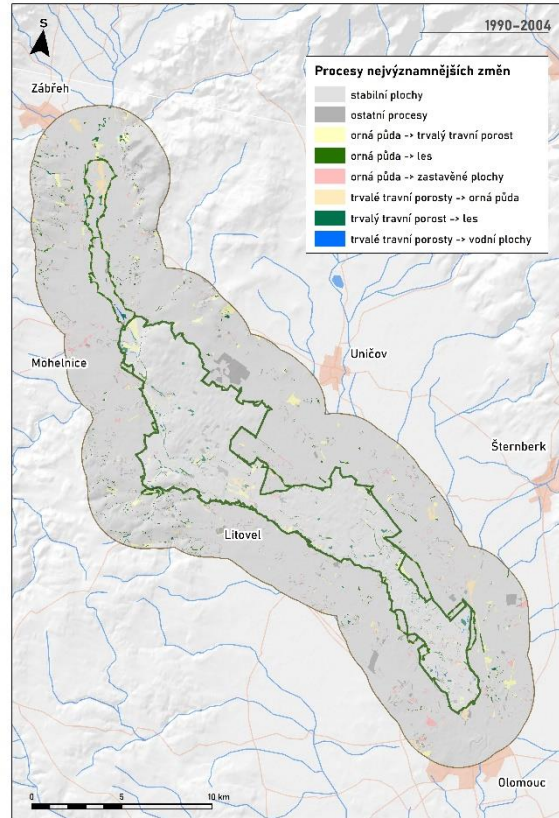 1990–2004
S
Zábřeh
Procesy nejvýznamnějších změn
stabilní plochy
ostatní procesy
orná půda -> trvalý travní porost
orná půda -> les
orná půda -> zastavěné plochy
trvalé travní porosty -> orná půda
trvalý travní porost -> les
trvalé travní porosty -> vodní plochy
Mohelnice
Uničov
Šternberk
Litovel
Olomouc
0 5 10 km